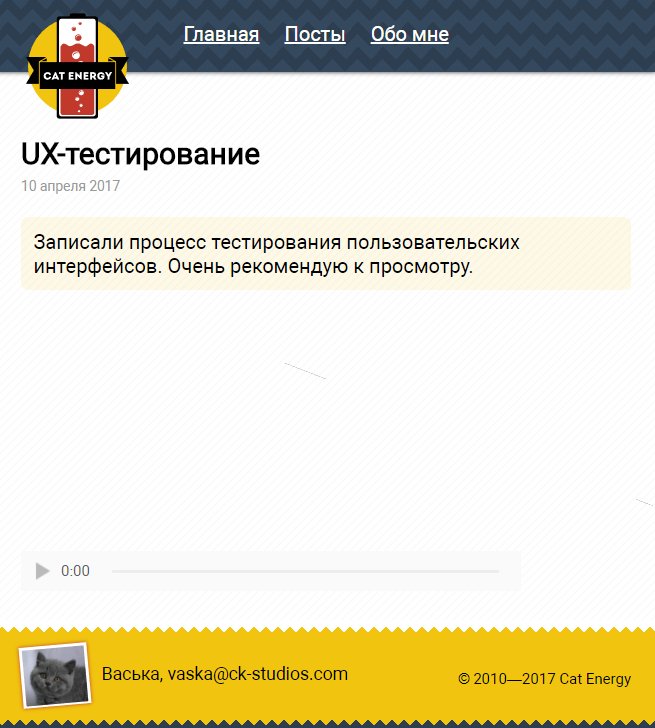 CAT ENERGY
Главная Посты Обо мне
UX-тестирование
10 апреля 2017
Записали процесс тестирования пользовательских
интерфейсов. Очень рекомендую к просмотру.
0:00
Васька, vaska@ck-studios.com
© 2010—2017 Cat Energy